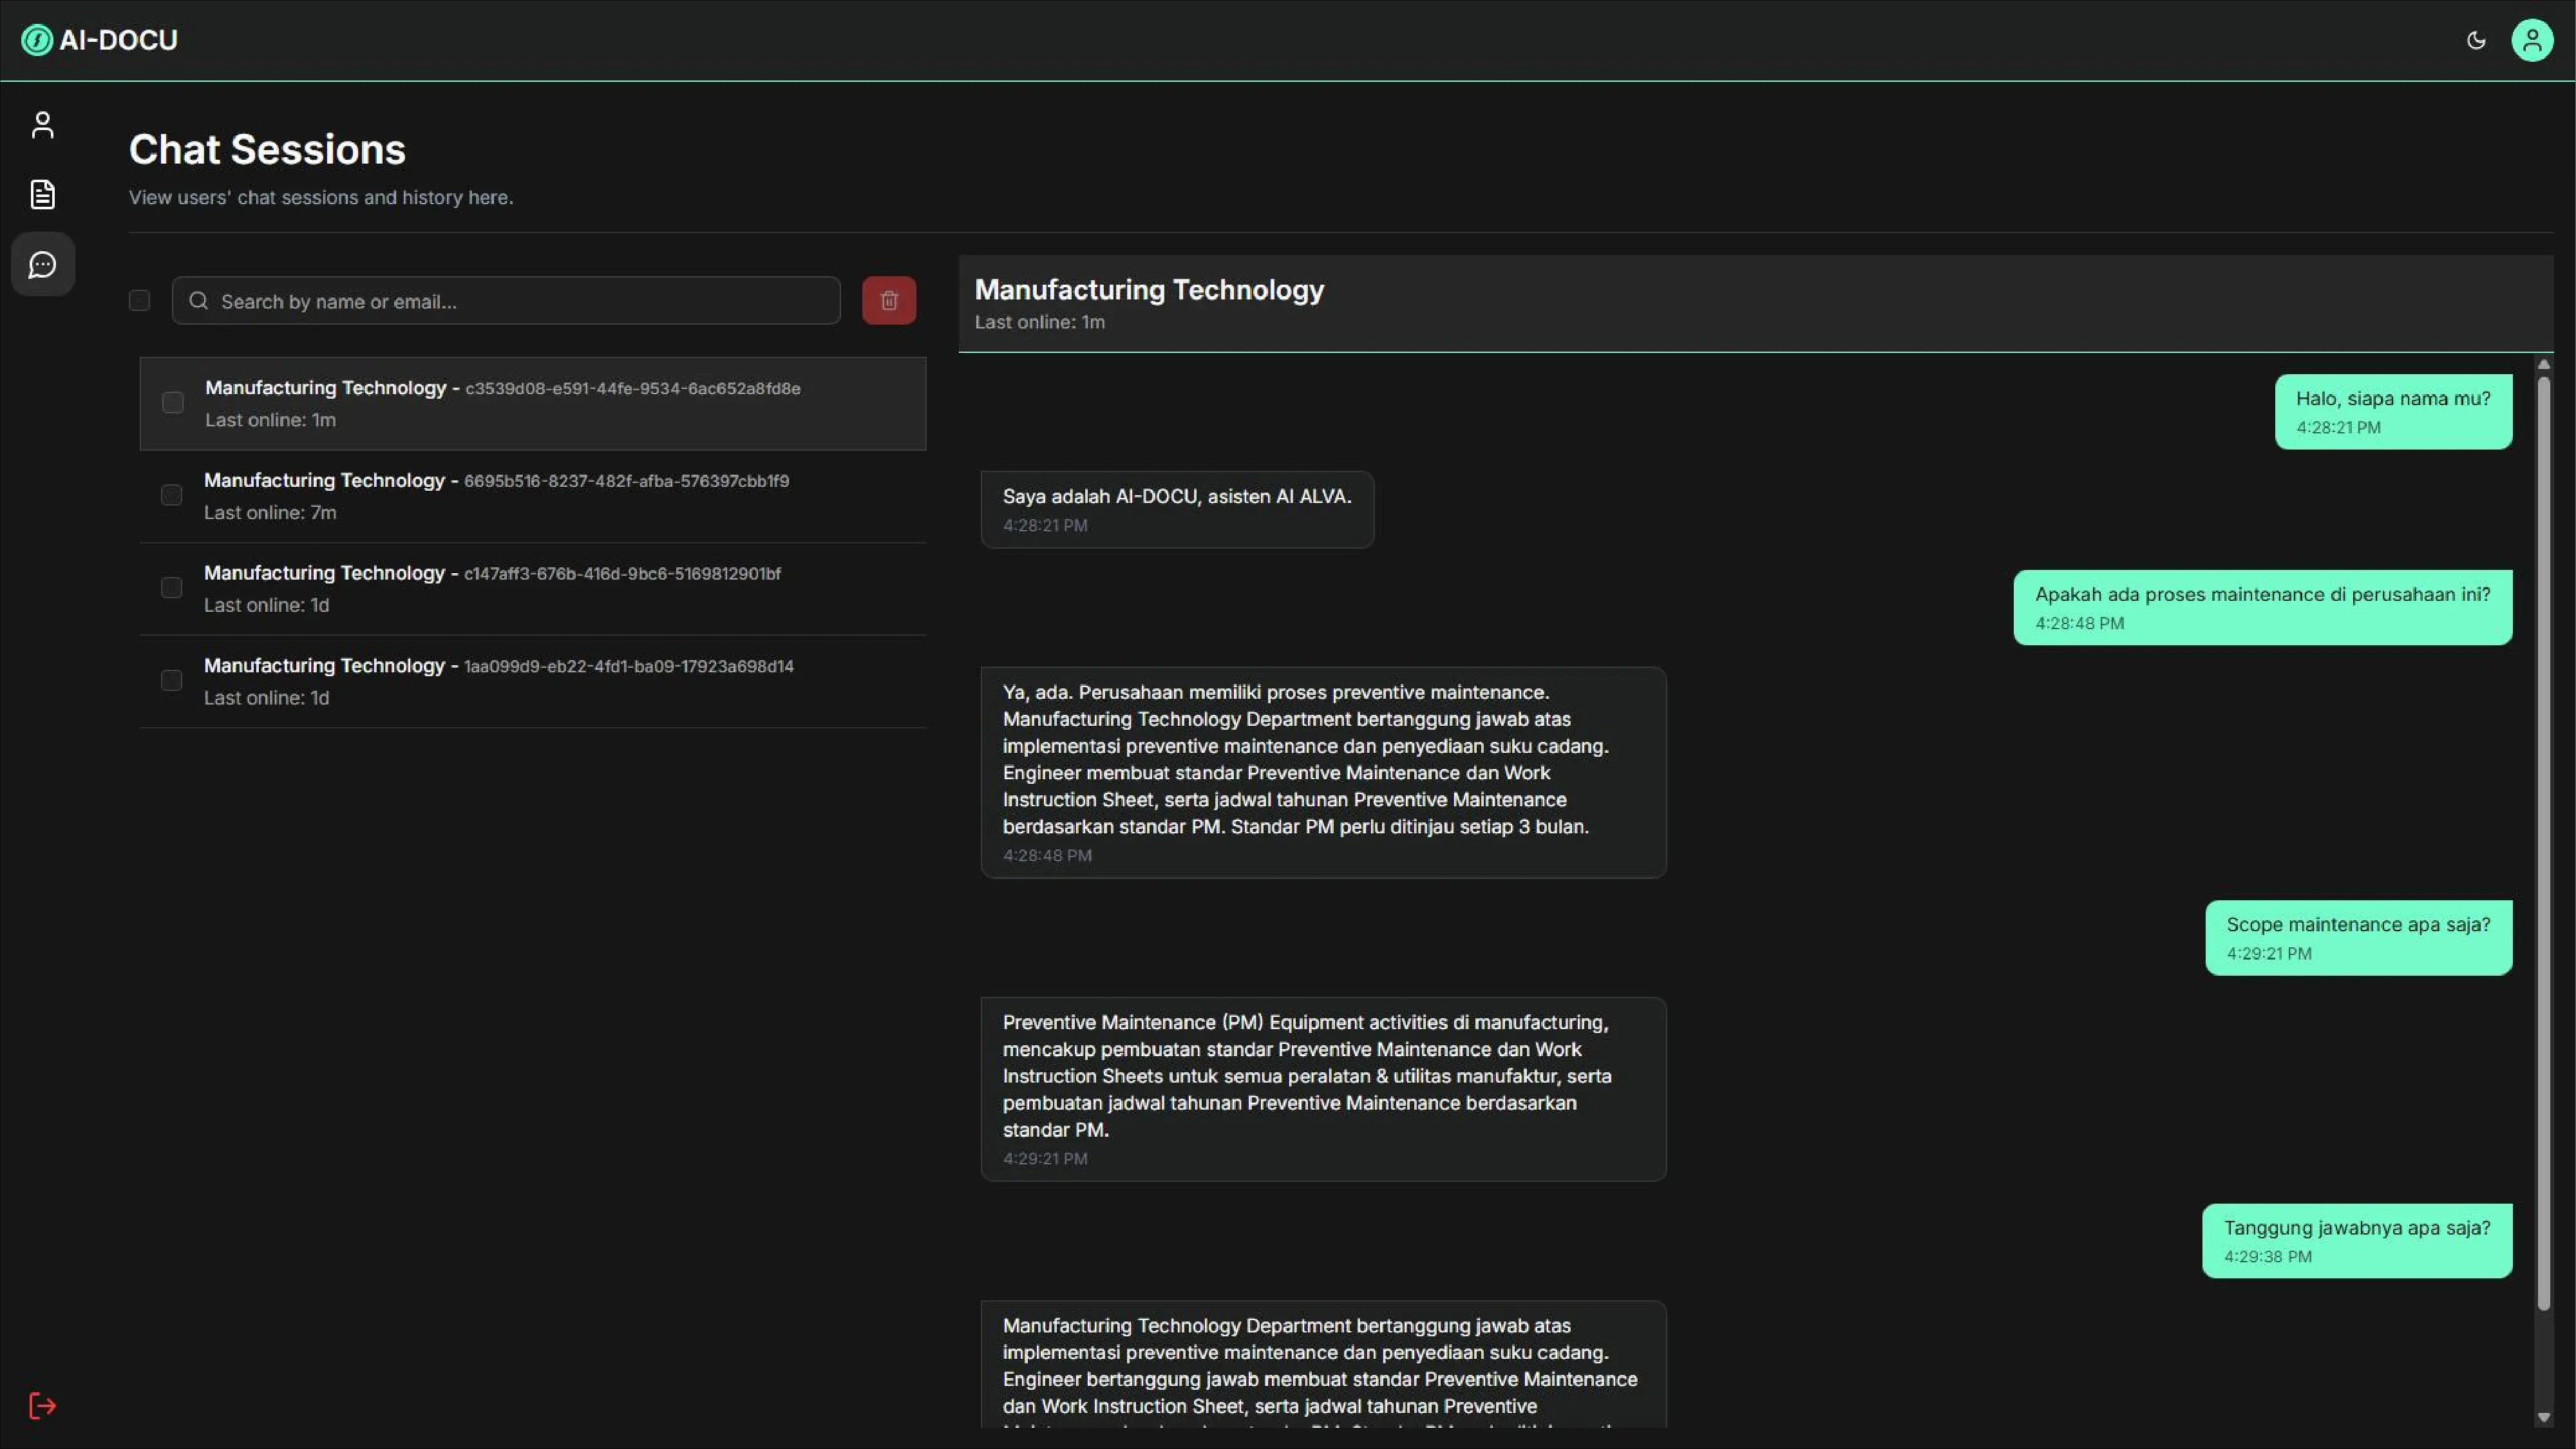 AI-DOCU
Chat Sessions
View users' chat sessions and history here.
Search by name or email...
Manufacturing Technology - c3539d08-e591-44fe-9534-6ac652a8fd8e
Last online: 1m
Manufacturing Technology - 6695b516-8237-482f-afba-576397cbb1f9
Last online: 7m
Manufacturing Technology - c147aff3-676b-416d-9bc6-5169812901bf
Last online: 1d
Manufacturing Technology - 1aa099d9-eb22-4fd1-ba09-17923a698d14
Last online: 1d
Manufacturing Technology
Last online: 1m
Halo, siapa nama mu?
4:28:21 PM
Saya adalah AI-DOCU, asisten AI ALVA.
4:28:21 PM
Apakah ada proses maintenance di perusahaan ini?
4:28:48 PM
Ya, ada. Perusahaan memiliki proses preventive maintenance.
Manufacturing Technology Department bertanggung jawab atas
implementasi preventive maintenance dan penyediaan suku cadang.
Engineer membuat standar Preventive Maintenance dan Work
Instruction Sheet, serta jadwal tahunan Preventive Maintenance
berdasarkan standar PM. Standar PM perlu ditinjau setiap 3 bulan.
4:28:48 PM
Scope maintenance apa saja?
4:29:21 PM
Preventive Maintenance (PM) Equipment activities di manufacturing,
mencakup pembuatan standar Preventive Maintenance dan Work
Instruction Sheets untuk semua peralatan & utilitas manufaktur, serta
pembuatan jadwal tahunan Preventive Maintenance berdasarkan
standar PM.
4:29:21 PM
Tanggung jawabnya apa saja?
4:29:38 PM
Manufacturing Technology Department bertanggung jawab atas
implementasi preventive maintenance dan penyediaan suku cadang.
Engineer bertanggung jawab membuat standar Preventive Maintenance
dan Work Instruction Sheet, serta jadwal tahunan Preventive